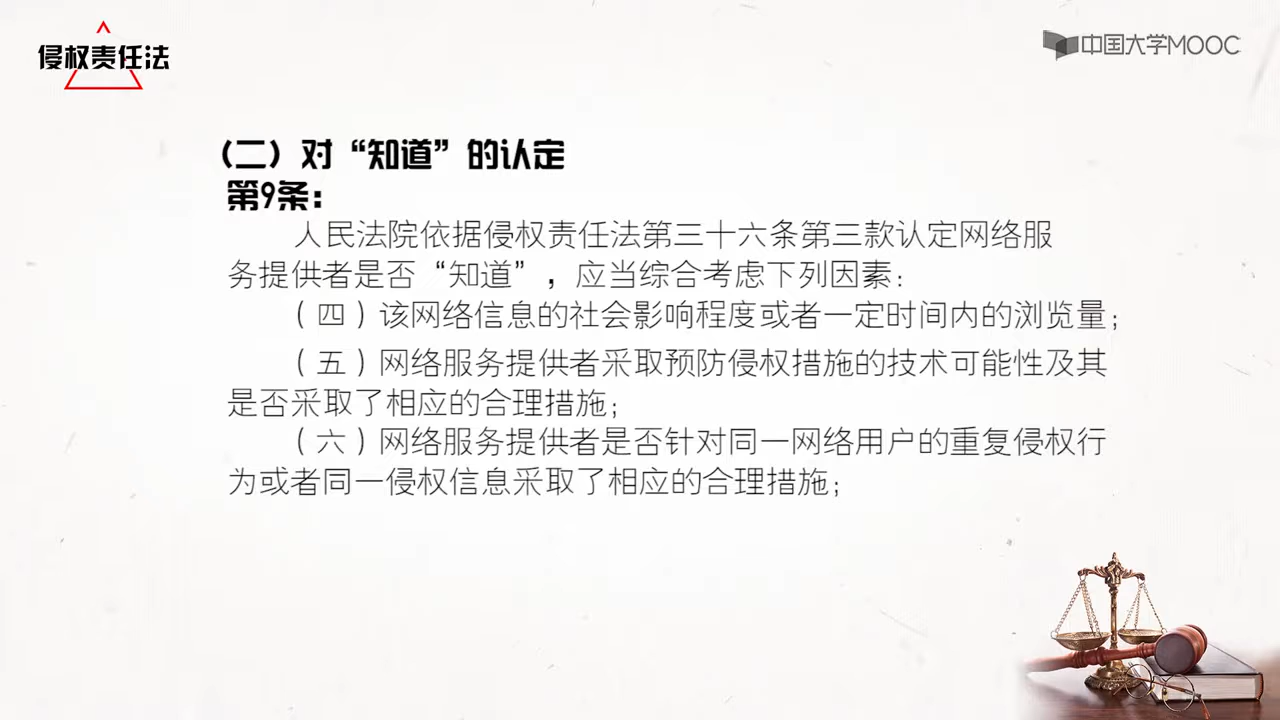 侵权责任法
中国大学MOOC
（二）对“知道”的认定
第9条：
人民法院依据侵权责任法第三十六条第三款认定网络服
务提供者是否“知道”，应当综合考虑下列因素：
（四）该网络信息的社会影响程度或者一定时间内的浏览量；
（五）网络服务提供者采取预防侵权措施的技术可能性及其
是否采取了相应的合理措施；
（六）网络服务提供者是否针对同一网络用户的重复侵权行
为或者同一侵权信息采取了相应的合理措施；